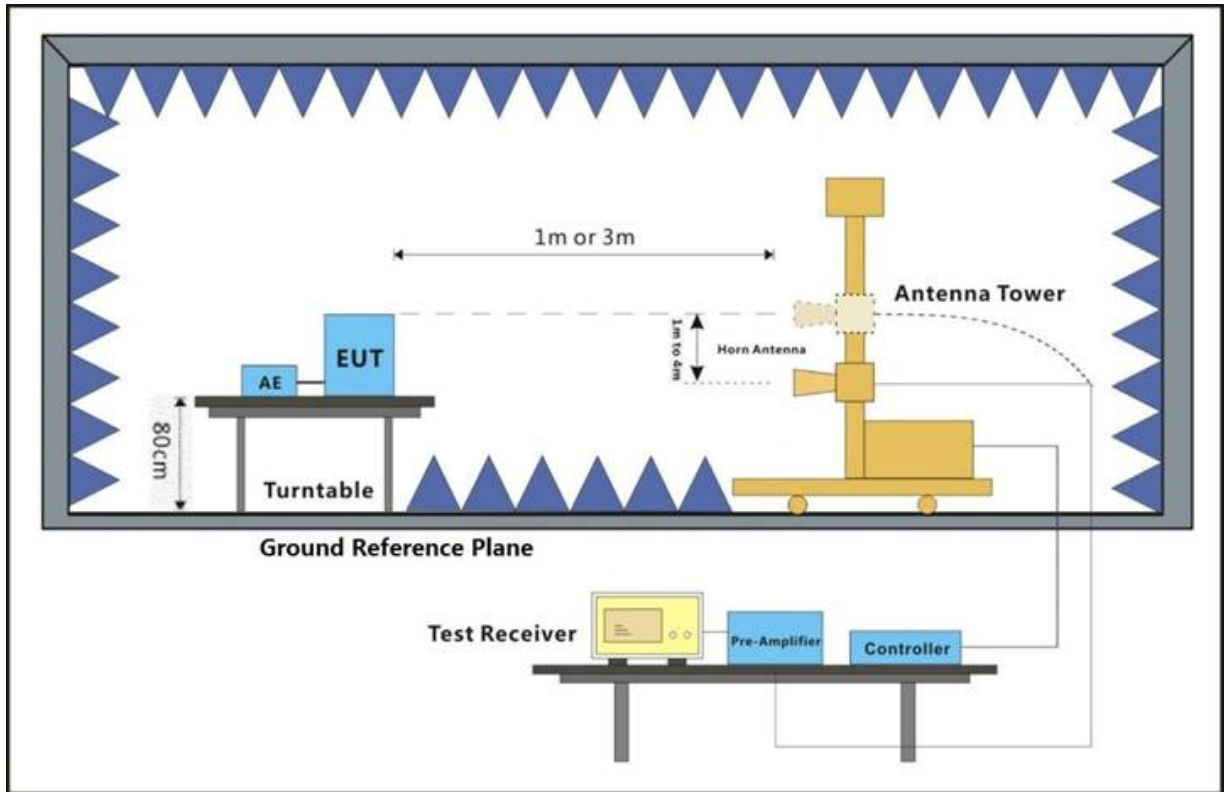 1m or 3m
Antenna Tower
1m to 4m
Horn Antenna
EUT
AE
80cm
Turntable
Ground Reference Plane
Test Receiver
Pre-Amplifier
Controller